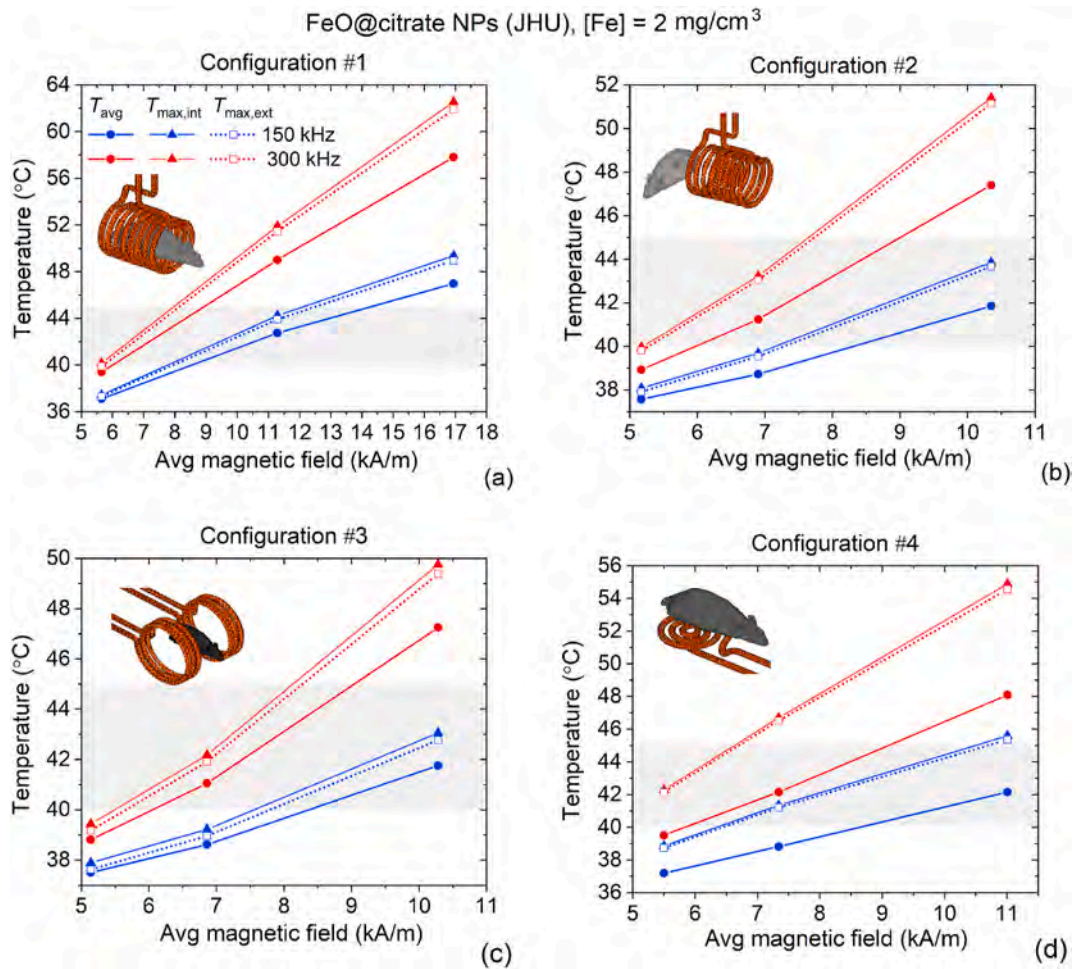 FeO@citrate NPs (JHU), [Fe] = 2 mg/cm³
Configuration #1
T_avg T_max,int T_max,ext
150 kHz
300 kHz
64
60
56
52
48
44
40
36
5 6 7 8 9 10 11 12 13 14 15 16 17 18
Temperature (°C)
Avg magnetic field (kA/m)
(a)
Configuration #2
52
50
48
46
44
42
40
38
5 6 7 8 9 10 11
Temperature (°C)
Avg magnetic field (kA/m)
(b)
Configuration #3
50
48
46
44
42
40
38
5 6 7 8 9 10 11
Temperature (°C)
Avg magnetic field (kA/m)
(c)
Configuration #4
56
54
52
50
48
46
44
42
40
38
36
5 6 7 8 9 10 11
Temperature (°C)
Avg magnetic field (kA/m)
(d)